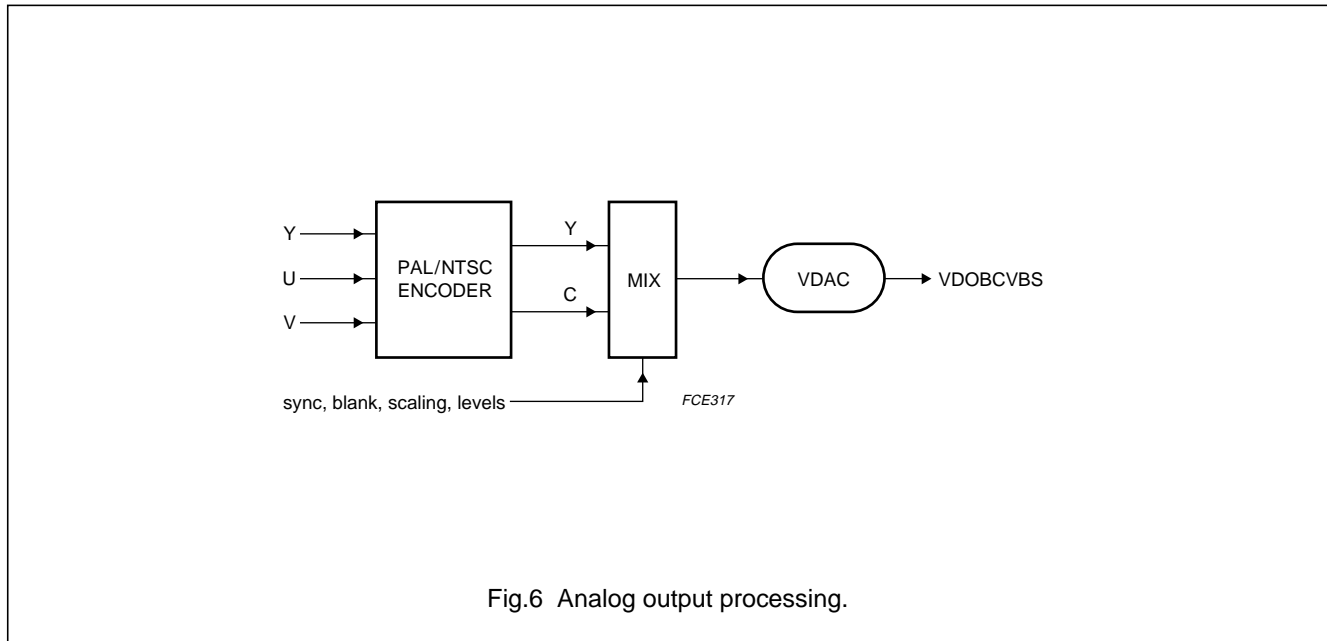 Y
U
V
PAL/NTSC
ENCODER
Y
C
MIX
VDAC
VDOBCVBS
sync, blank, scaling, levels
FCE317
Fig.6 Analog output processing.